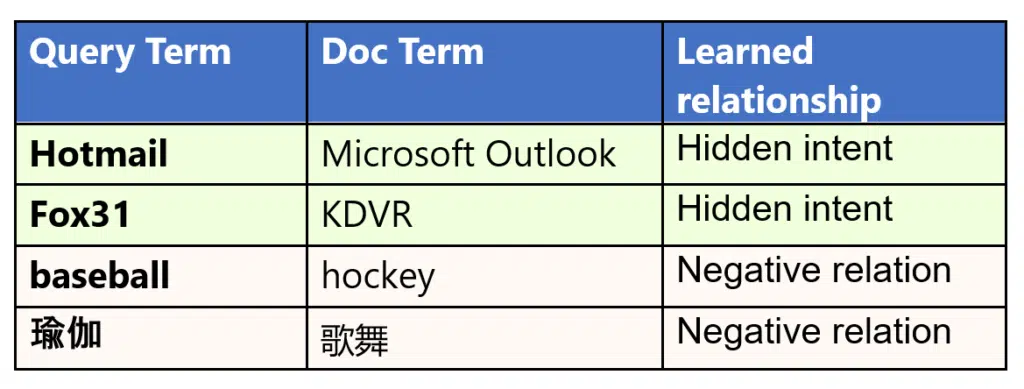 Query Term Doc Term Learned
relationship
Hotmail Microsoft Outlook Hidden intent
Fox31 KDVR Hidden intent
baseball hockey Negative relation
瑜伽 歌舞 Negative relation